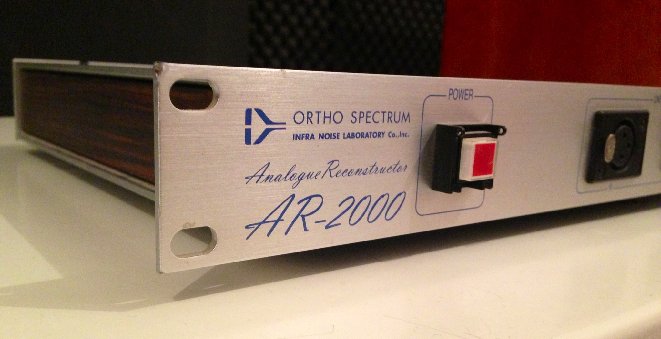 ORTHO SPECTRUM
INFRA NOISE LABORATORY Co.,Inc.
Analogue Reconstructor
AR-2000
POWER